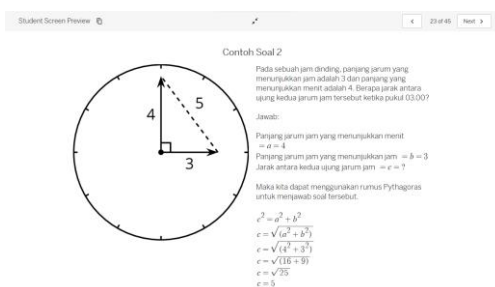 Student Screen Preview
23 of 45
Next >
Contoh Soal 2
Pada sebuah jam dinding, panjang jarum yang
menunjukkan jam adalah 3 dan panjang yang
menunjukkan menit adalah 4. Berapa jarak antara
ujung kedua jarum jam tersebut ketika pukul 03.00?
Jawab:
Panjang jarum jam yang menunjukkan menit
= a = 4
Panjang jarum jam yang menunjukkan jam = b = 3
Jarak antara kedua ujung jarum jam = c = ?
Maka kita dapat menggunakan rumus Pythagoras
untuk menjawab soal tersebut.
c² = a² + b²
c = √(a² + b²)
c = √(4² + 3²)
c = √(16 + 9)
c = √25
c = 5
4
5
3